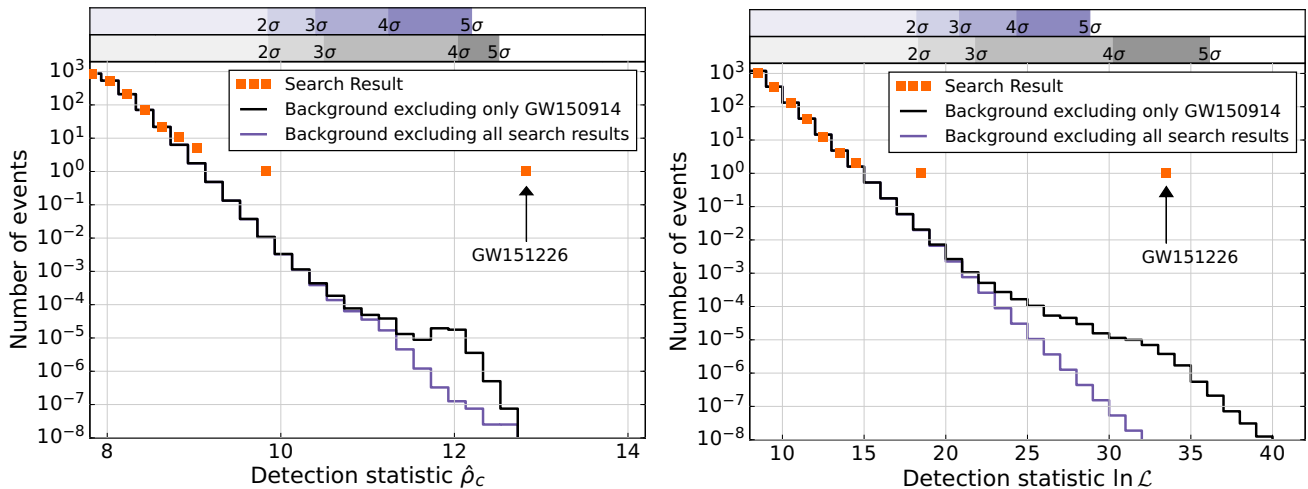 2σ 3σ 4σ 5σ
2σ 3σ 4σ 5σ
Number of events
10³
10²
10¹
10⁰
10⁻¹
10⁻²
10⁻³
10⁻⁴
10⁻⁵
10⁻⁶
10⁻⁷
10⁻⁸
Search Result
Background excluding only GW150914
Background excluding all search results
GW151226
8 10 12 14
Detection statistic ρ̂c
2σ 3σ 4σ 5σ
2σ 3σ 4σ 5σ
Number of events
10³
10²
10¹
10⁰
10⁻¹
10⁻²
10⁻³
10⁻⁴
10⁻⁵
10⁻⁶
10⁻⁷
10⁻⁸
Search Result
Background excluding only GW150914
Background excluding all search results
GW151226
10 15 20 25 30 35 40
Detection statistic ln ℒ